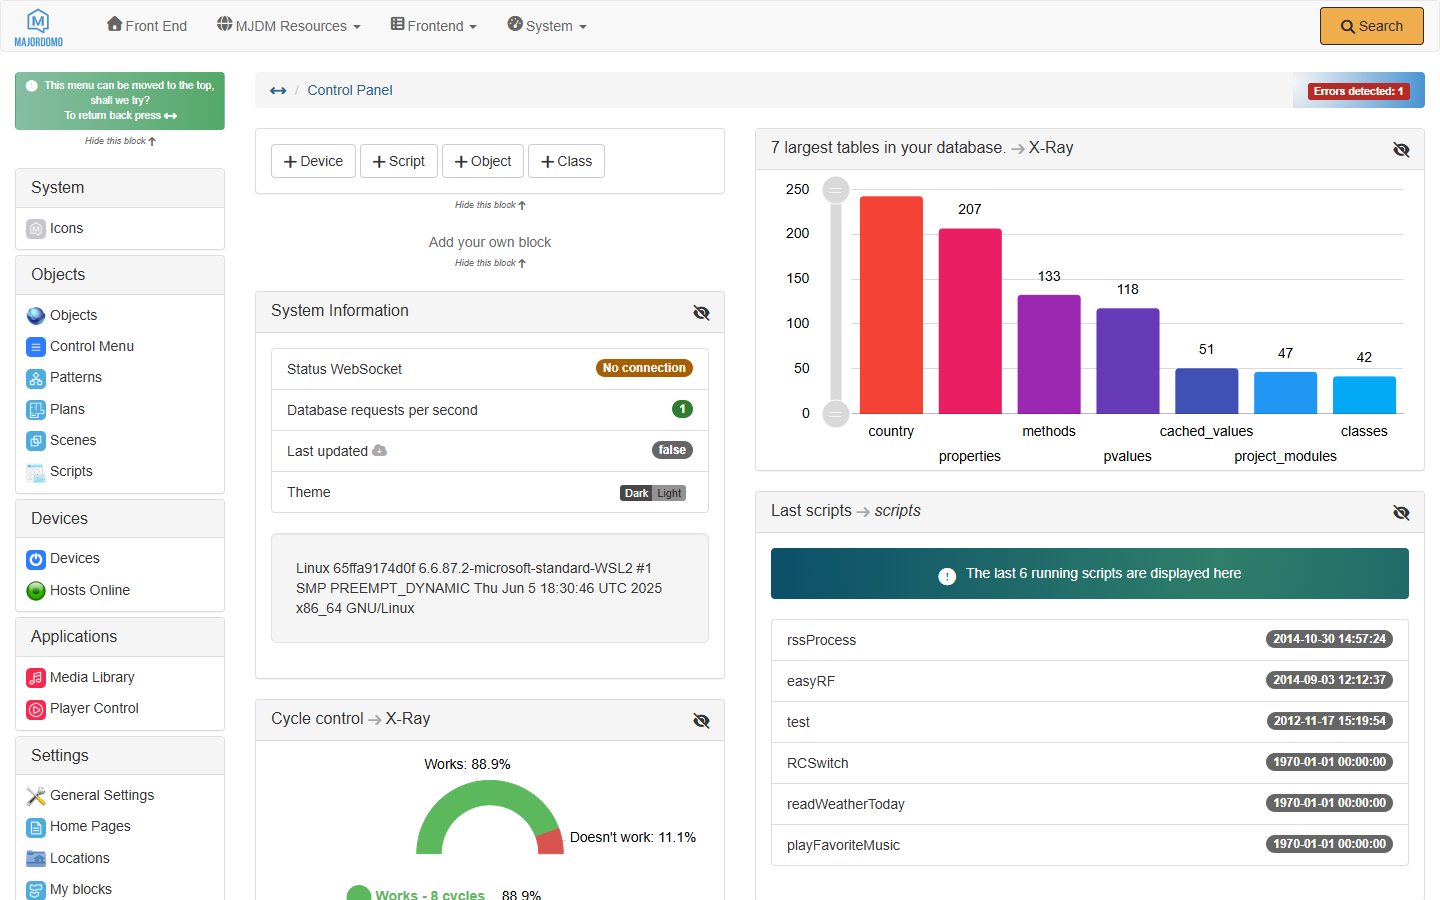 MAJORDOMO
Front End
MJDM Resources
Frontend
System
Search
This menu can be moved to the top,
shall we try?
To return back press
Hide this block
System
Icons
Objects
Objects
Control Menu
Patterns
Plans
Scenes
Scripts
Devices
Devices
Hosts Online
Applications
Media Library
Player Control
Settings
General Settings
Home Pages
Locations
My blocks
/ Control Panel
Errors detected: 1
Device
Script
Object
Class
Hide this block
Add your own block
Hide this block
System Information
Status WebSocket
No connection
Database requests per second
1
Last updated
false
Theme
Dark Light
Linux 65ffa9174d0f 6.6.87.2-microsoft-standard-WSL2 #1
SMP PREEMPT_DYNAMIC Thu Jun 5 18:30:46 UTC 2025
x86_64 GNU/Linux
Cycle control → X-Ray
Works: 88.9%
Doesn't work: 11.1%
Works - 8 cycles 88.9%
7 largest tables in your database. → X-Ray
250
200
150
100
50
0
207
133
118
51
47
42
country
properties
methods
pvalues
cached_values
project_modules
classes
Last scripts → scripts
The last 6 running scripts are displayed here
rssProcess
2014-10-30 14:57:24
easyRF
2014-09-03 12:12:37
test
2012-11-17 15:19:54
RCSwitch
1970-01-01 00:00:00
readWeatherToday
1970-01-01 00:00:00
playFavoriteMusic
1970-01-01 00:00:00